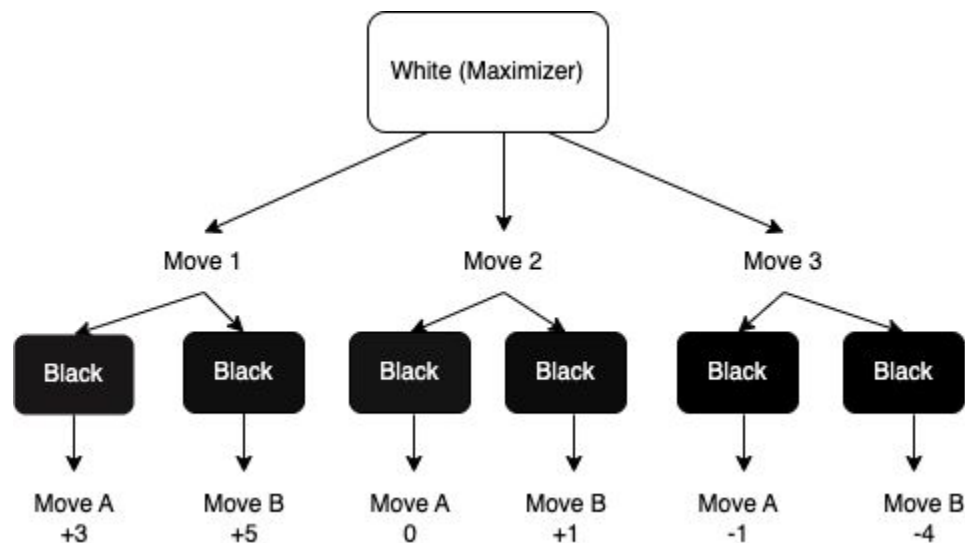 White (Maximizer)
Move 1
Move 2
Move 3
Black
Black
Black
Black
Black
Black
Move A
+3
Move B
+5
Move A
0
Move B
+1
Move A
-1
Move B
-4